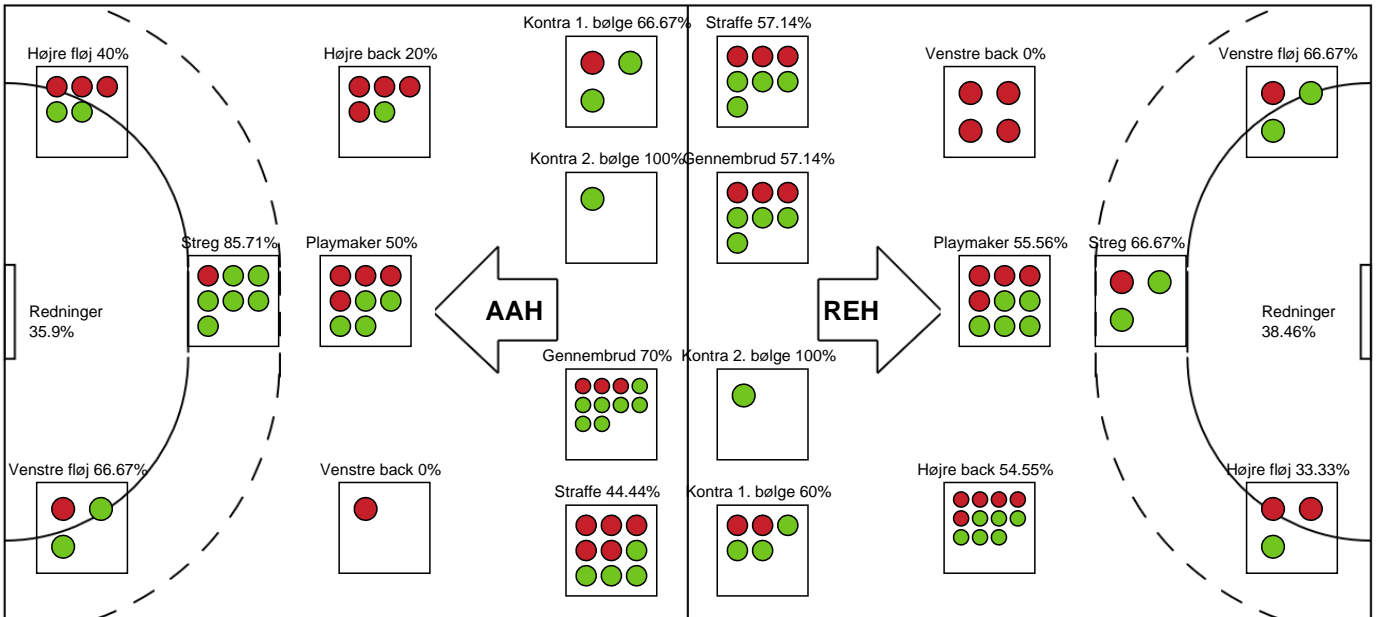 Kontra 1. bølge 66.67%
Straffe 57.14%
Højre fløj 40%
Højre back 20%
Venstre back 0%
Venstre fløj 66.67%
Kontra 2. bølge 100%
Gennembrud 57.14%
Streg 85.71%
Playmaker 50%
Playmaker 55.56%
Streg 66.67%
Redninger
35.9%
AAH
REH
Redninger
38.46%
Gennembrud 70%
Kontra 2. bølge 100%
Venstre fløj 66.67%
Venstre back 0%
Højre back 54.55%
Højre fløj 33.33%
Straffe 44.44%
Kontra 1. bølge 60%